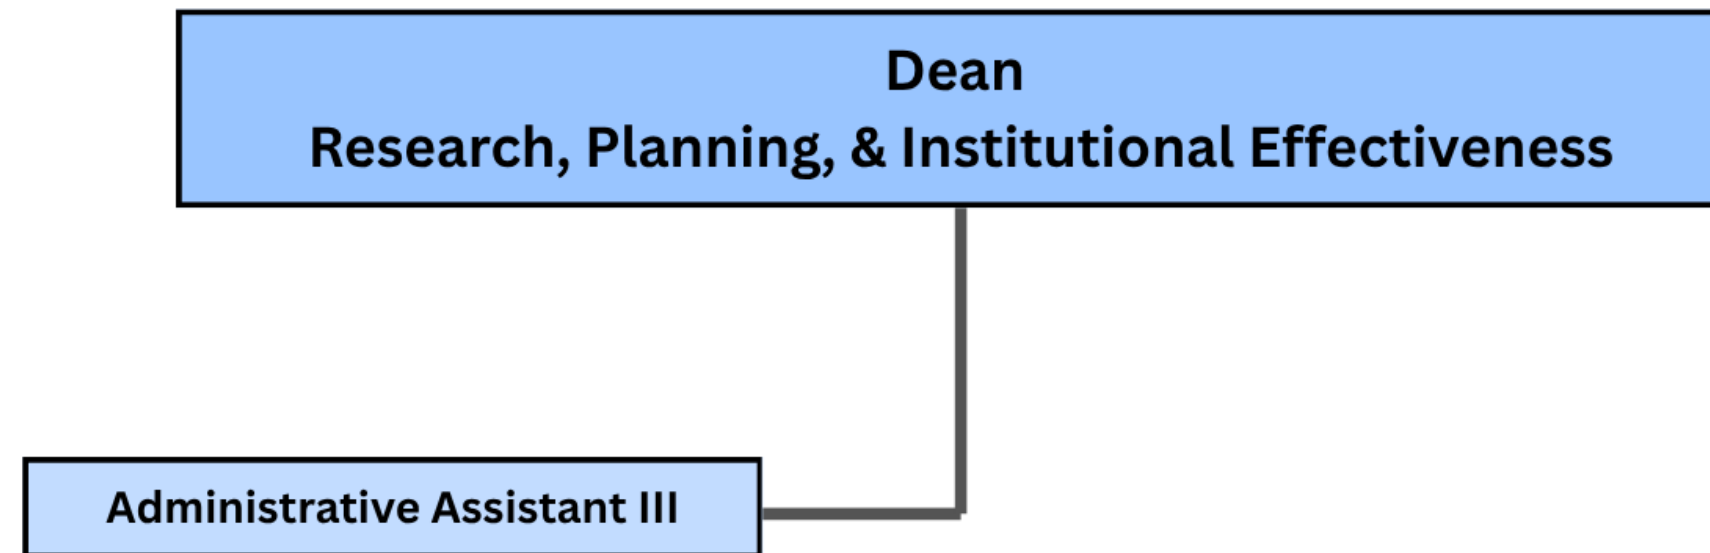 Dean
Research, Planning, & Institutional Effectiveness
Administrative Assistant III